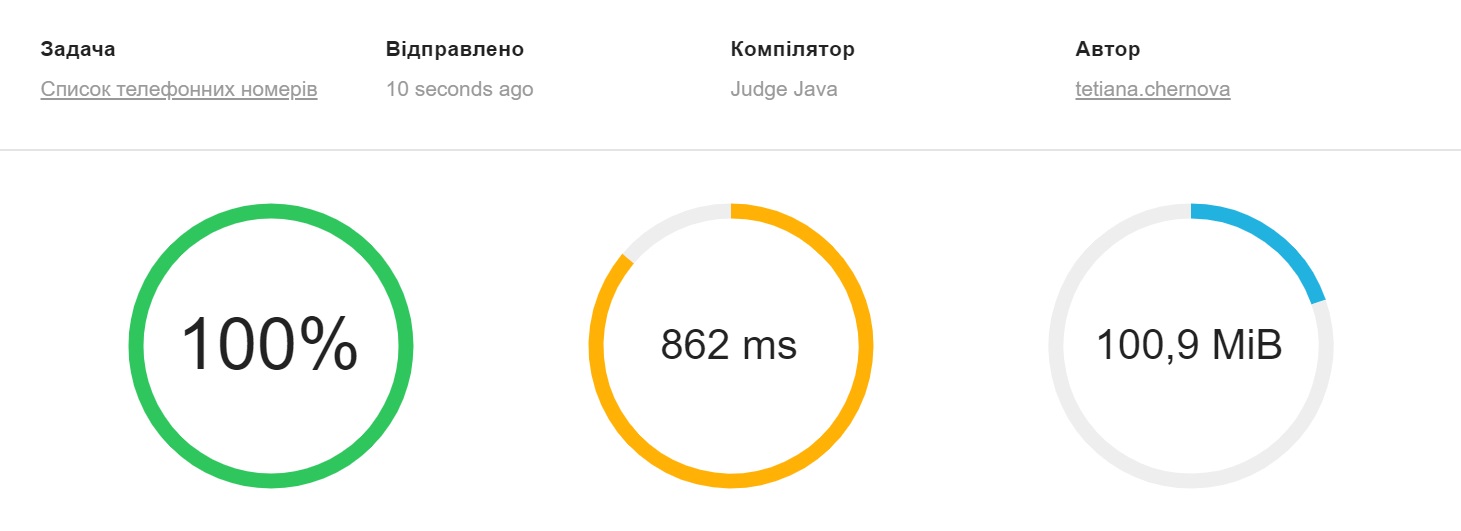 Задача
Відправлено
Компілятор
Автор
Список телефонних номерів
10 seconds ago
Judge Java
tetiana.chernova
100%
862 ms
100,9 MiB